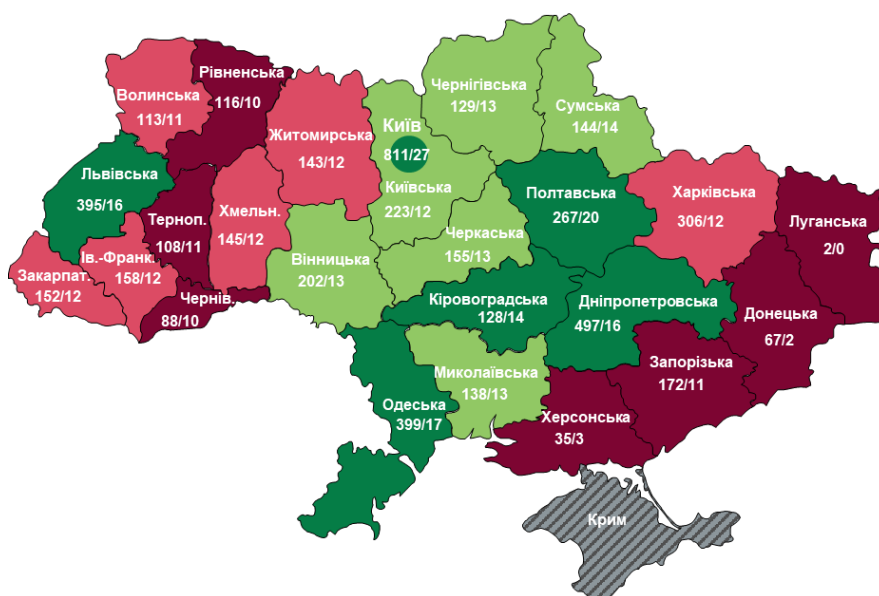 Волинська
113/11
Рівненська
116/10
Житомирська
143/12
Київ
811/27
Київська
223/12
Чернігівська
129/13
Сумська
144/14
Львівська
395/16
Терноп.
108/11
Хмельн.
145/12
Вінницька
202/13
Черкаська
155/13
Полтавська
267/20
Харківська
306/12
Луганська
2/0
Закарпат.
152/12
Ів.-Франк.
158/12
Чернів.
88/10
Кіровоградська
128/14
Дніпропетровська
497/16
Донецька
67/2
Запорізька
172/11
Миколаївська
138/13
Одеська
399/17
Херсонська
35/3
Крим